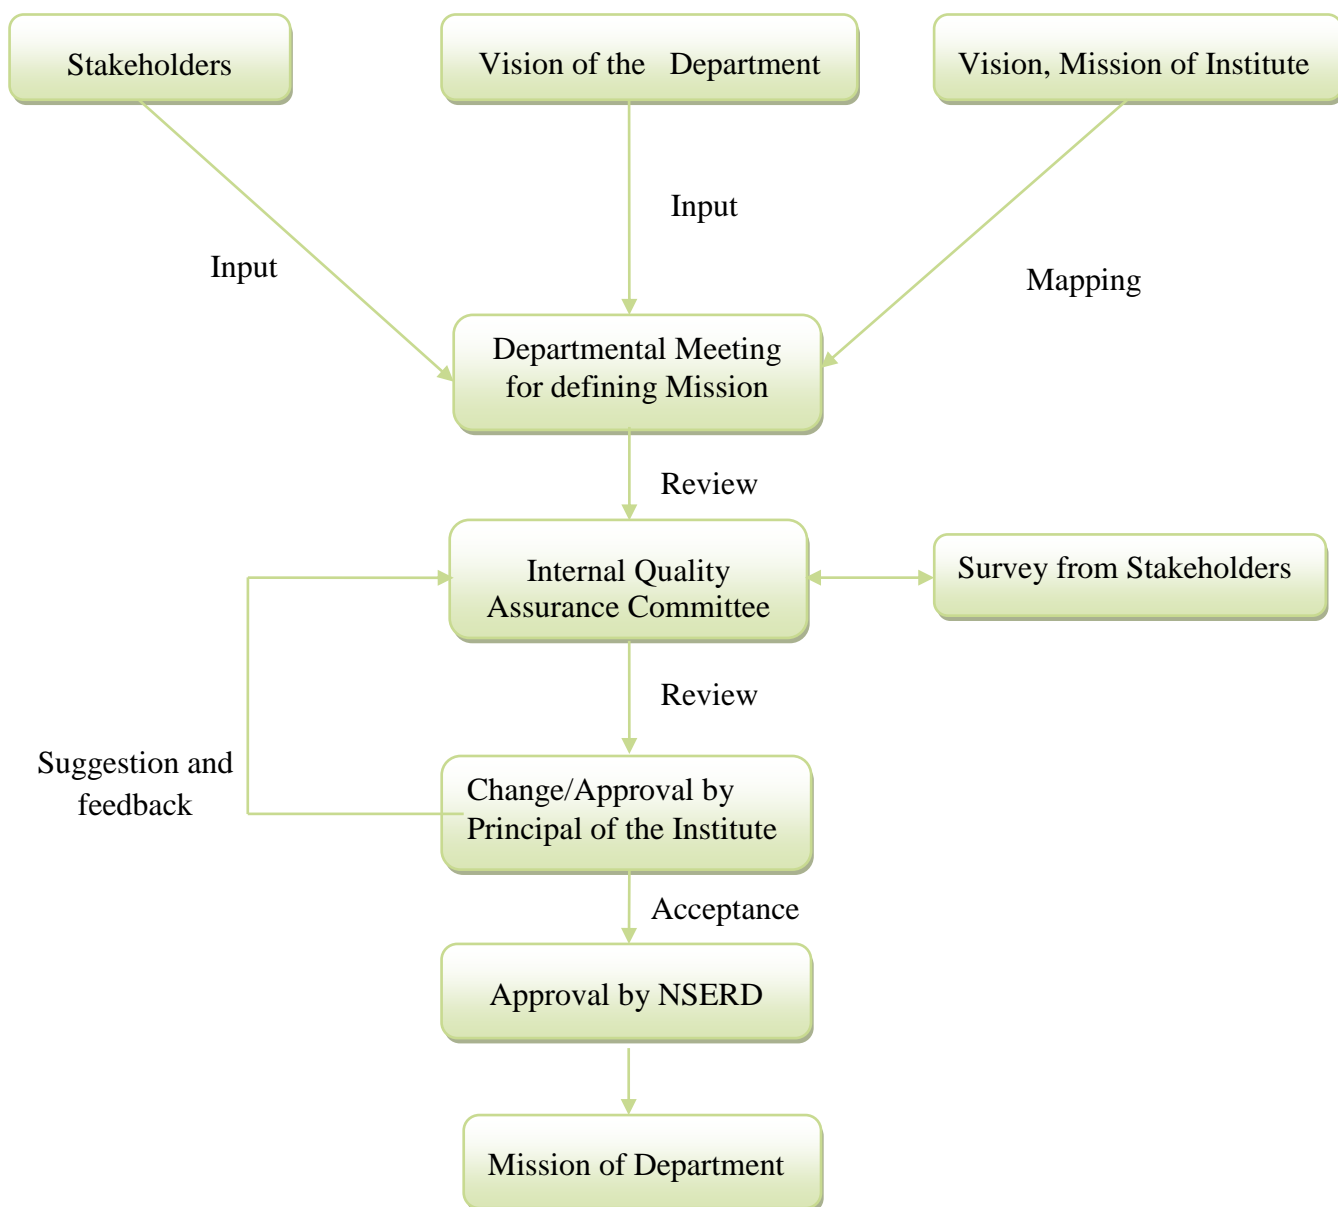 Stakeholders
Vision of the Department
Vision, Mission of Institute
Input
Input
Mapping
Departmental Meeting
for defining Mission
Review
Internal Quality
Assurance Committee
Survey from Stakeholders
Review
Suggestion and
feedback
Change/Approval by
Principal of the Institute
Acceptance
Approval by NSERD
Mission of Department